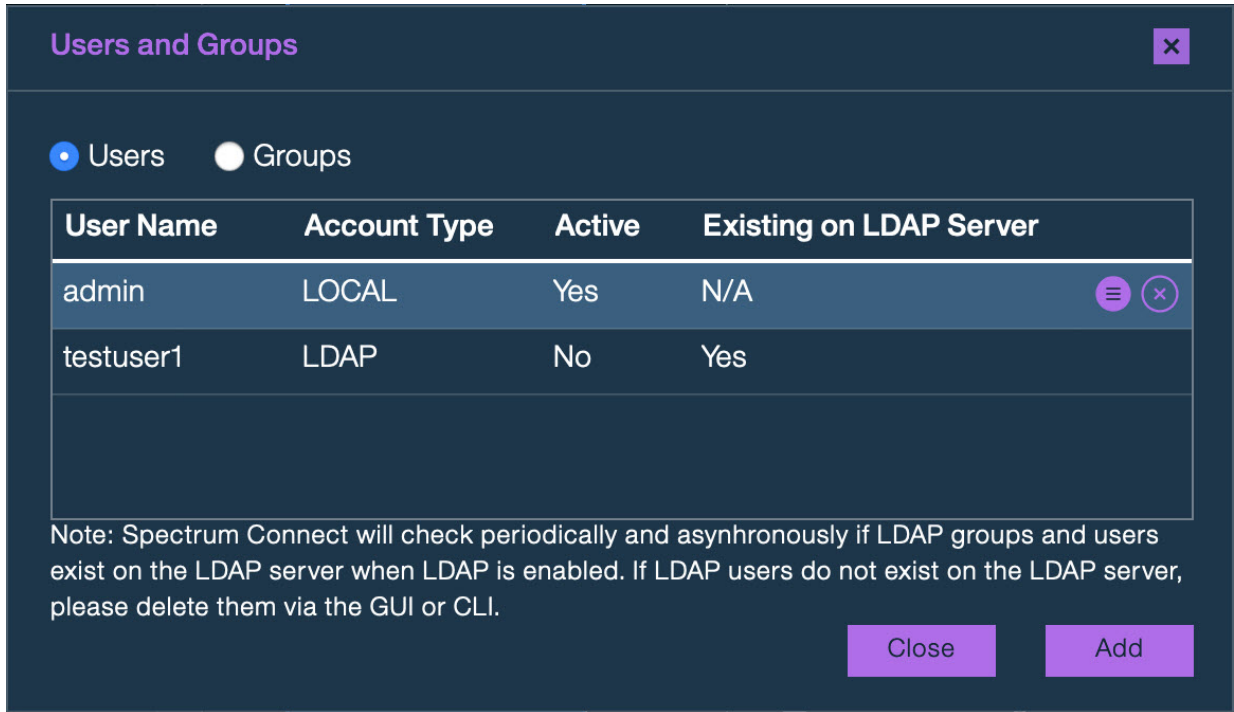 Users and Groups
Users Groups
User Name Account Type Active Existing on LDAP Server
admin LOCAL Yes N/A
testuser1 LDAP No Yes
Note: Spectrum Connect will check periodically and asynhronously if LDAP groups and users
exist on the LDAP server when LDAP is enabled. If LDAP users do not exist on the LDAP server,
please delete them via the GUI or CLI.
Close Add